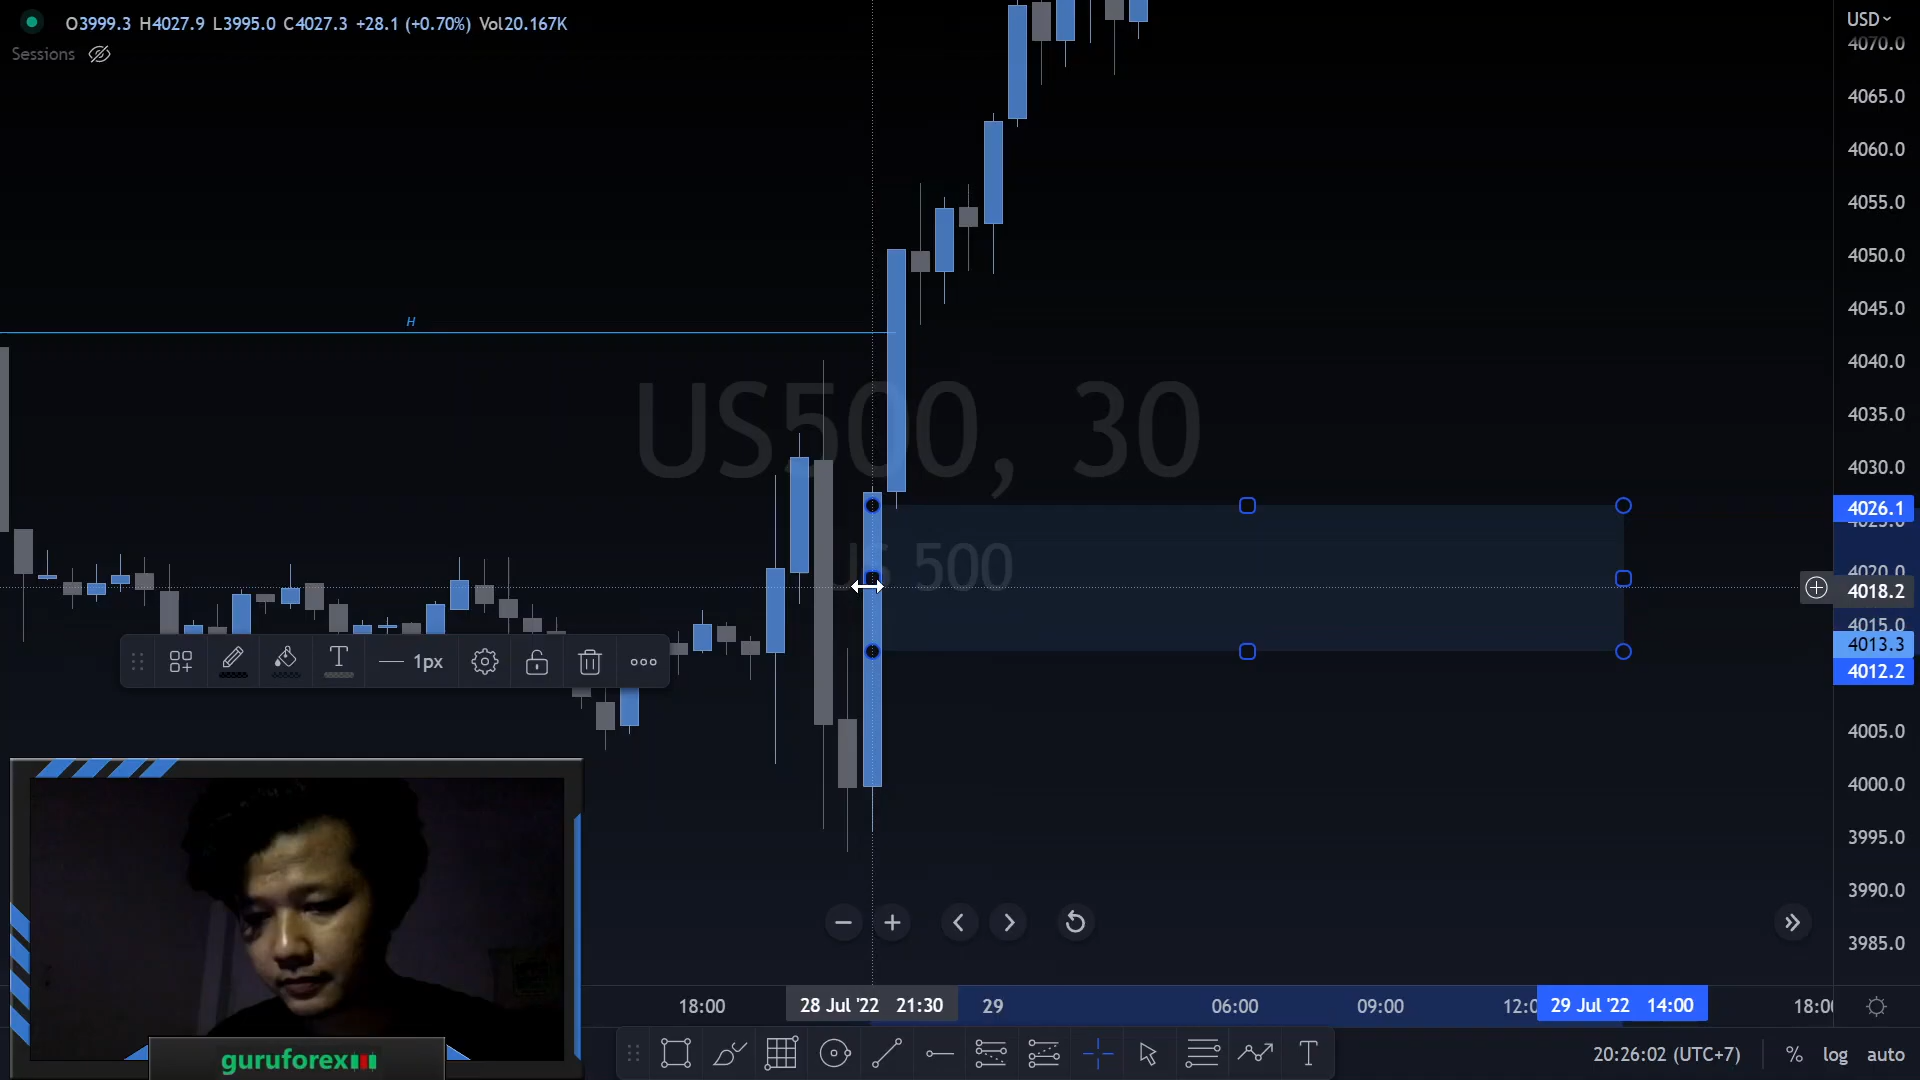 O3999.3 H4027.9 L3995.0 C4027.3 +28.1 (+0.70%) Vol20.167K
Sessions
USD
4070.0
4065.0
4060.0
4055.0
4050.0
4045.0
4040.0
4035.0
4030.0
4026.1
4025.0
4020.0
4018.2
4015.0
4013.3
4012.2
4005.0
4000.0
3995.0
3990.0
3985.0
H
US500, 30
US 500
T 1px
18:00 28 Jul '22 21:30 29 06:00 09:00 12:0 29 Jul '22 14:00 18:0
T
20:26:02 (UTC+7) % log auto
guruforex